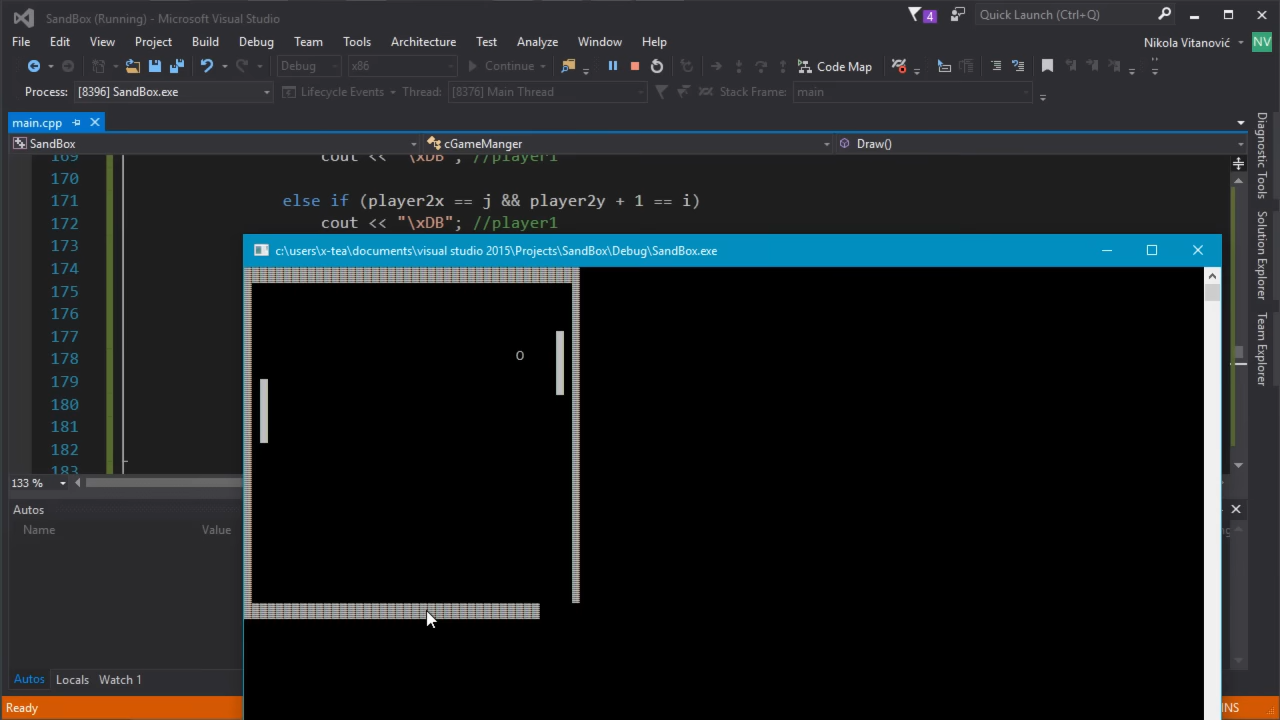 SandBox (Running) - Microsoft Visual Studio
4
Quick Launch (Ctrl+Q)
File Edit View Project Build Debug Team Tools Architecture Test Analyze Window Help
Nikola Vitanović NV
Debug x86 Continue Code Map
Process: [8396] SandBox.exe Lifecycle Events Thread: [8376] Main Thread Stack Frame: main
main.cpp
SandBox cGameManger Draw()
169 cout << "\xDB"; //player1
170
171 else if (player2x == j && player2y + 1 == i)
172 cout << "\xDB"; //player1
173
174
175
176
177
178
179
180
181
182
183
c:\users\x-tea\documents\visual studio 2015\Projects\SandBox\Debug\SandBox.exe
O
133 %
Autos
Name Value
Autos Locals Watch 1
Ready
INS
Diagnostic Tools
Solution Explorer
Team Explorer